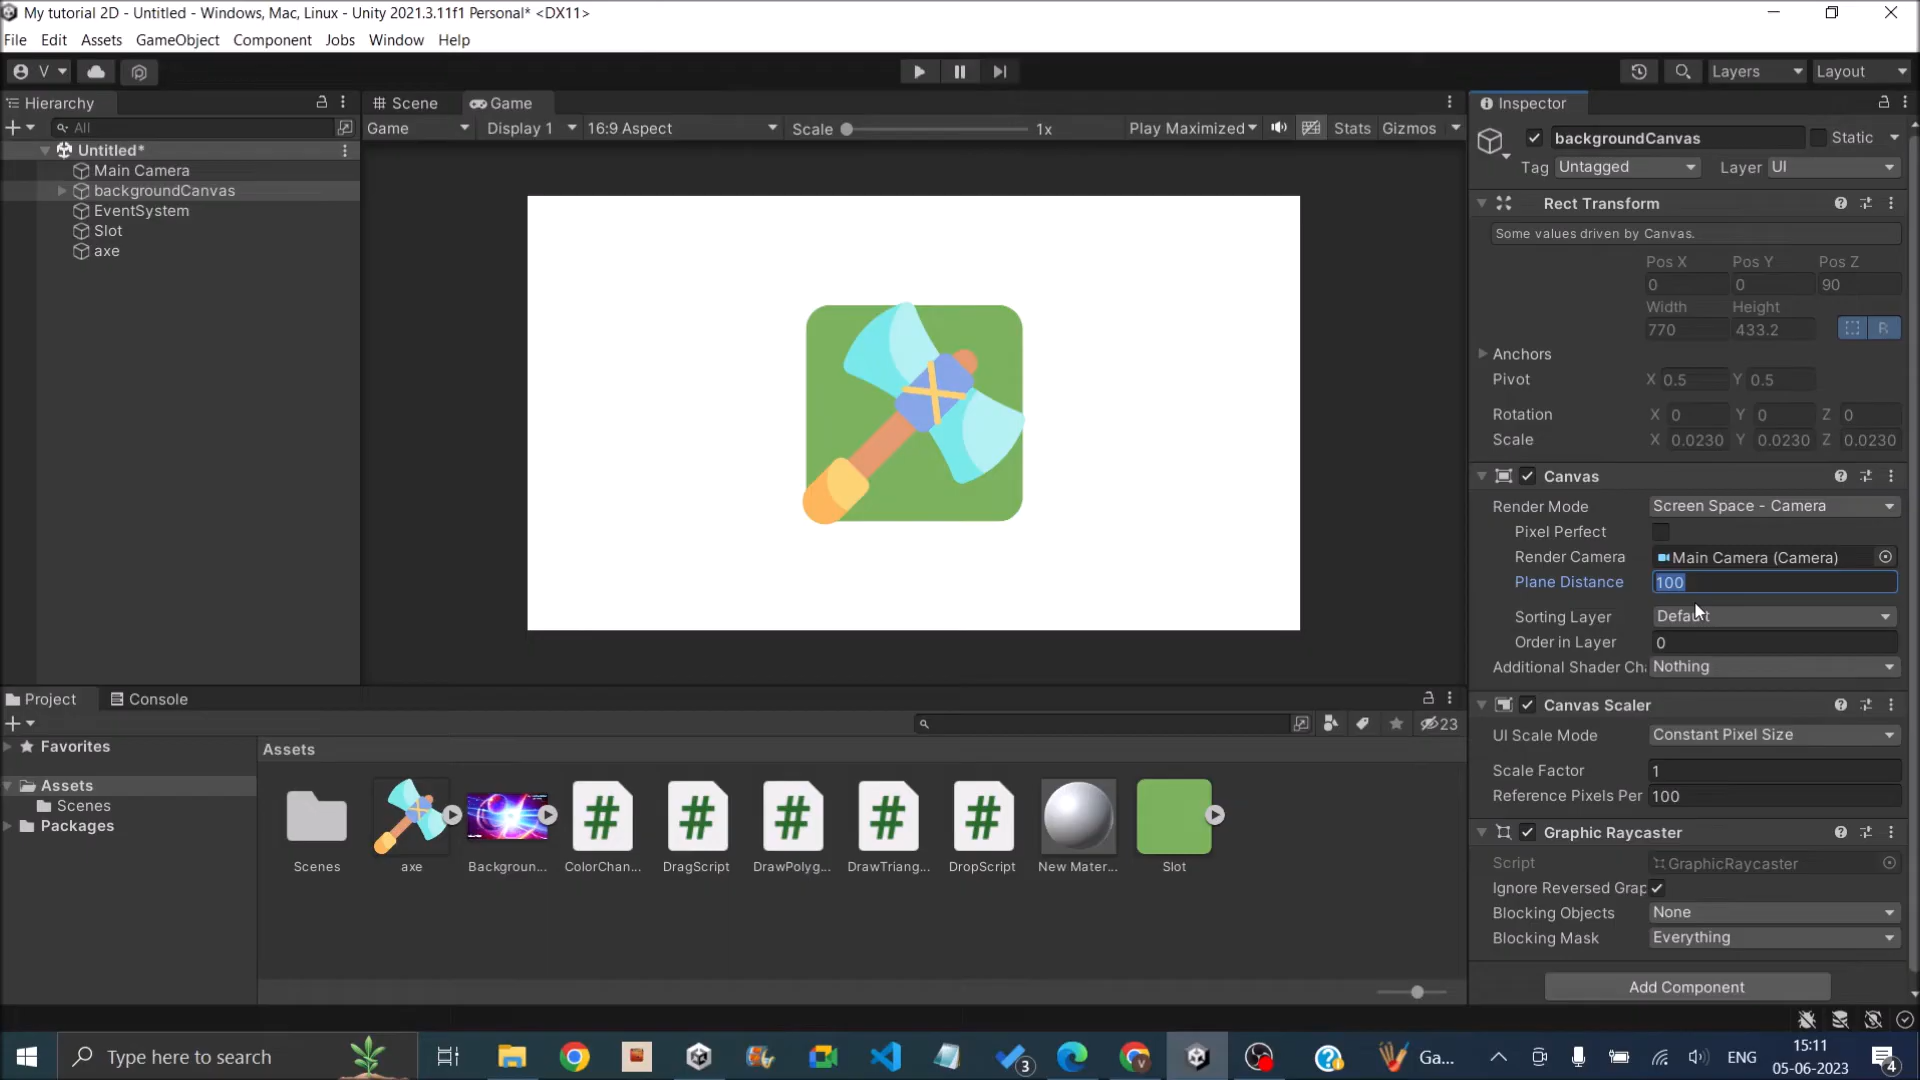 My tutorial 2D - Untitled - Windows, Mac, Linux - Unity 2021.3.11f1 Personal* <DX11>
File Edit Assets GameObject Component Jobs Window Help
V
Layers Layout
Hierarchy
All
Untitled*
Main Camera
backgroundCanvas
EventSystem
Slot
axe
Scene Game
Game Display 1 16:9 Aspect Scale 1x Play Maximized Stats Gizmos
Inspector
backgroundCanvas Static
Tag Untagged Layer UI
Rect Transform
Some values driven by Canvas.
Pos X Pos Y Pos Z
0 0 90
Width Height
770 433.2 R
Anchors
Pivot X 0.5 Y 0.5
Rotation X 0 Y 0 Z 0
Scale X 0.0230 Y 0.0230 Z 0.0230
Canvas
Render Mode Screen Space - Camera
Pixel Perfect
Render Camera Main Camera (Camera)
Plane Distance 100
Sorting Layer Default
Order in Layer 0
Additional Shader Cha Nothing
Canvas Scaler
UI Scale Mode Constant Pixel Size
Scale Factor 1
Reference Pixels Per 100
Graphic Raycaster
Script GraphicRaycaster
Ignore Reversed Grap
Blocking Objects None
Blocking Mask Everything
Add Component
Project Console
23
Favorites
Assets
Scenes
Packages
Assets
Scenes axe Backgroun... ColorChan... DragScript DrawPolyg... DrawTriang... DropScript New Mater... Slot
Type here to search
3
Ga...
ENG
15:11
05-06-2023
4